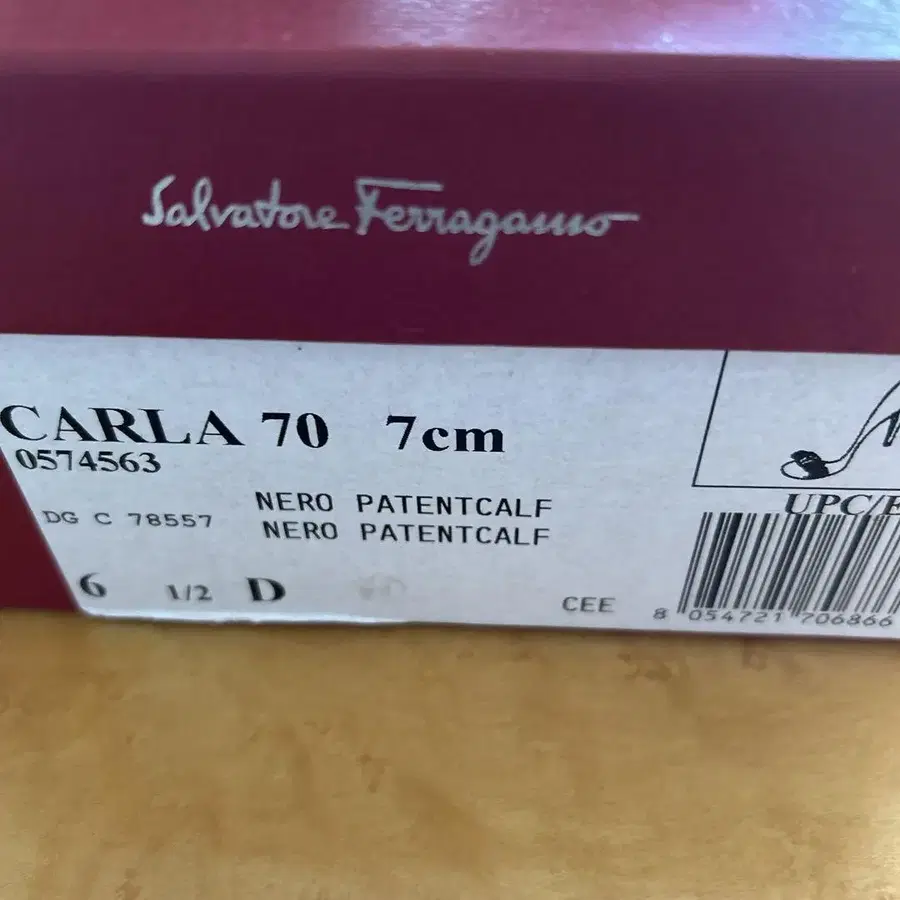 Salvatore Ferragamo
CARLA 70 7cm
0574563
NERO PATENTCALF
DG C 78557
NERO PATENTCALF
6 1/2 D
CEE
UPC/E
8 054721 706866